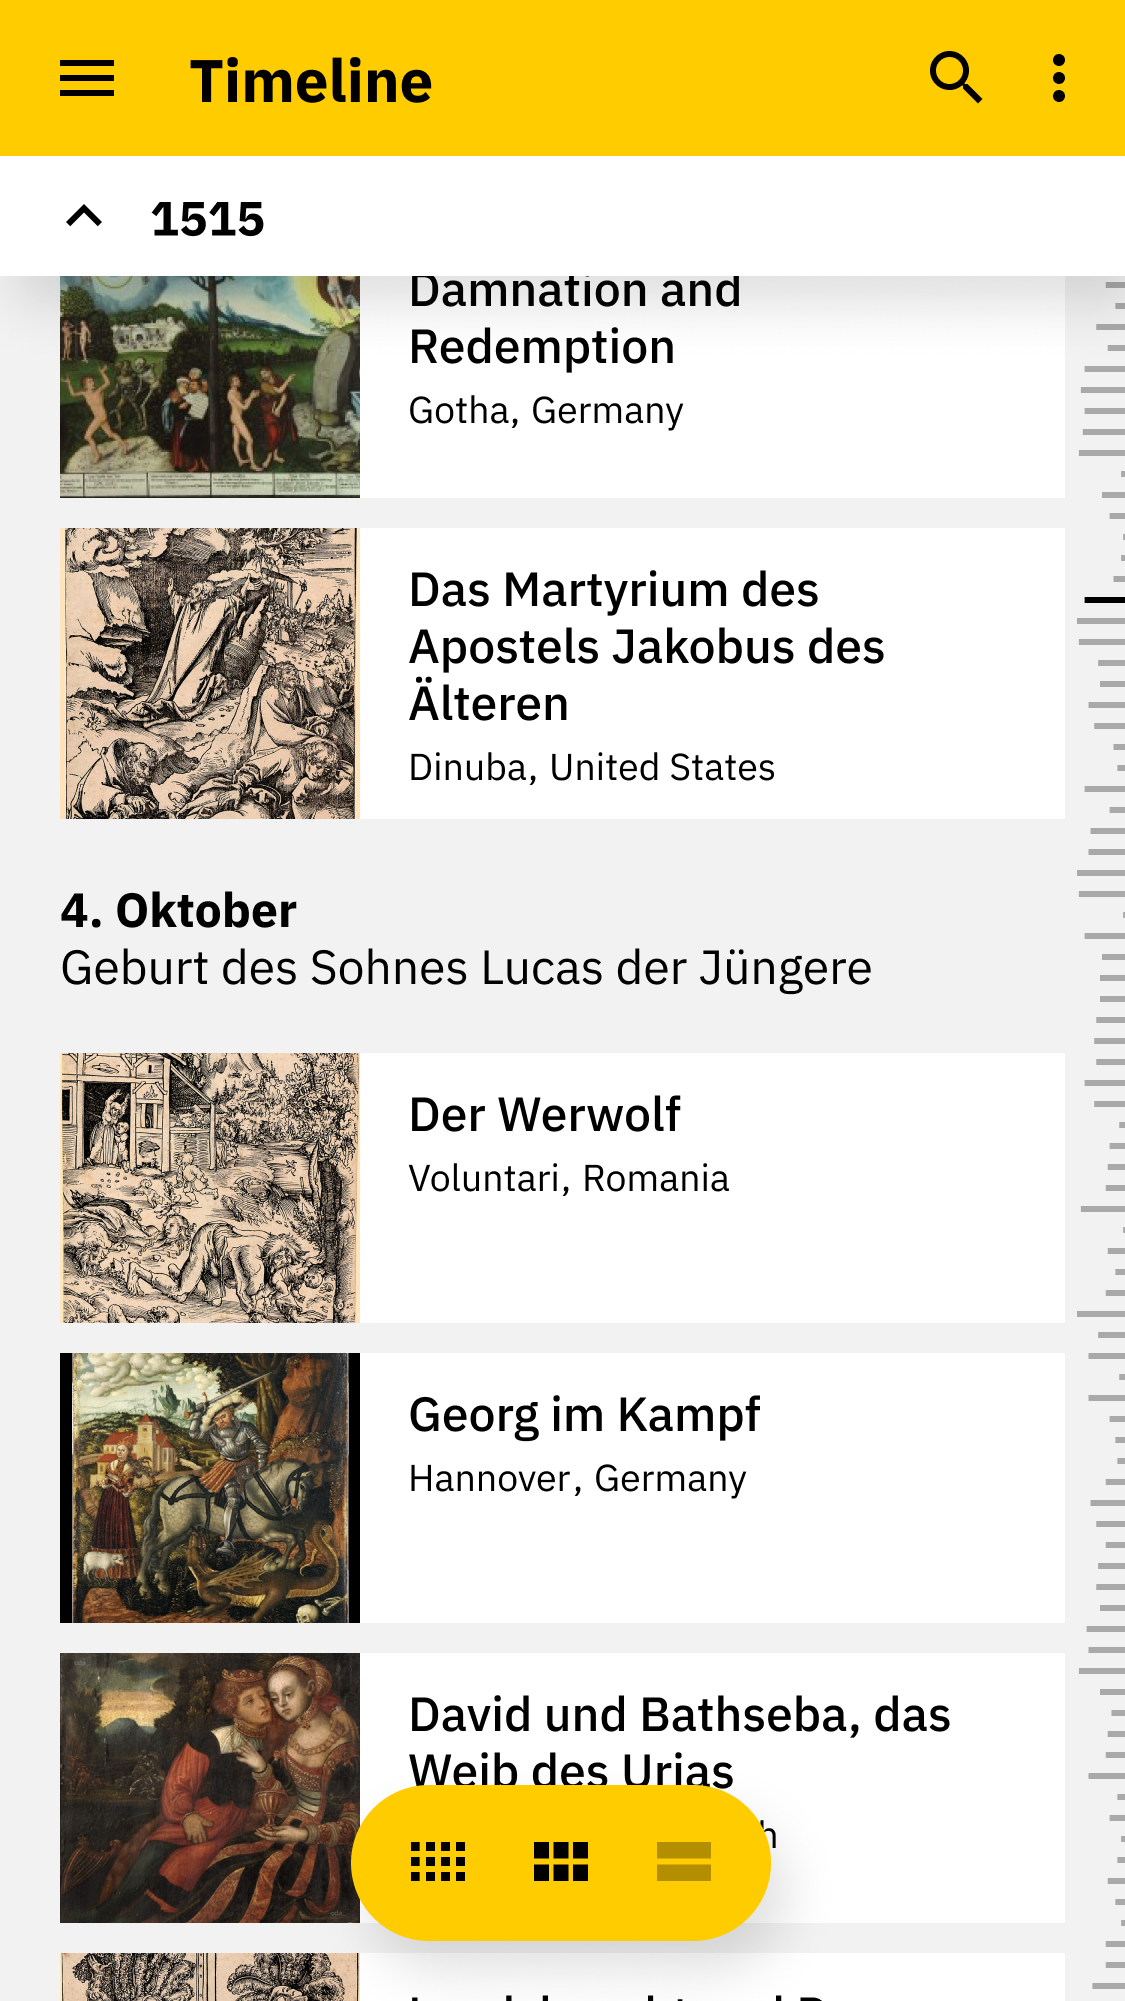 Timeline
1515
Damnation and
Redemption
Gotha, Germany
Das Martyrium des
Apostels Jakobus des
Älteren
Dinuba, United States
4. Oktober
Geburt des Sohnes Lucas der Jüngere
Der Werwolf
Voluntari, Romania
Georg im Kampf
Hannover, Germany
David und Bathseba, das
Weib des Urias